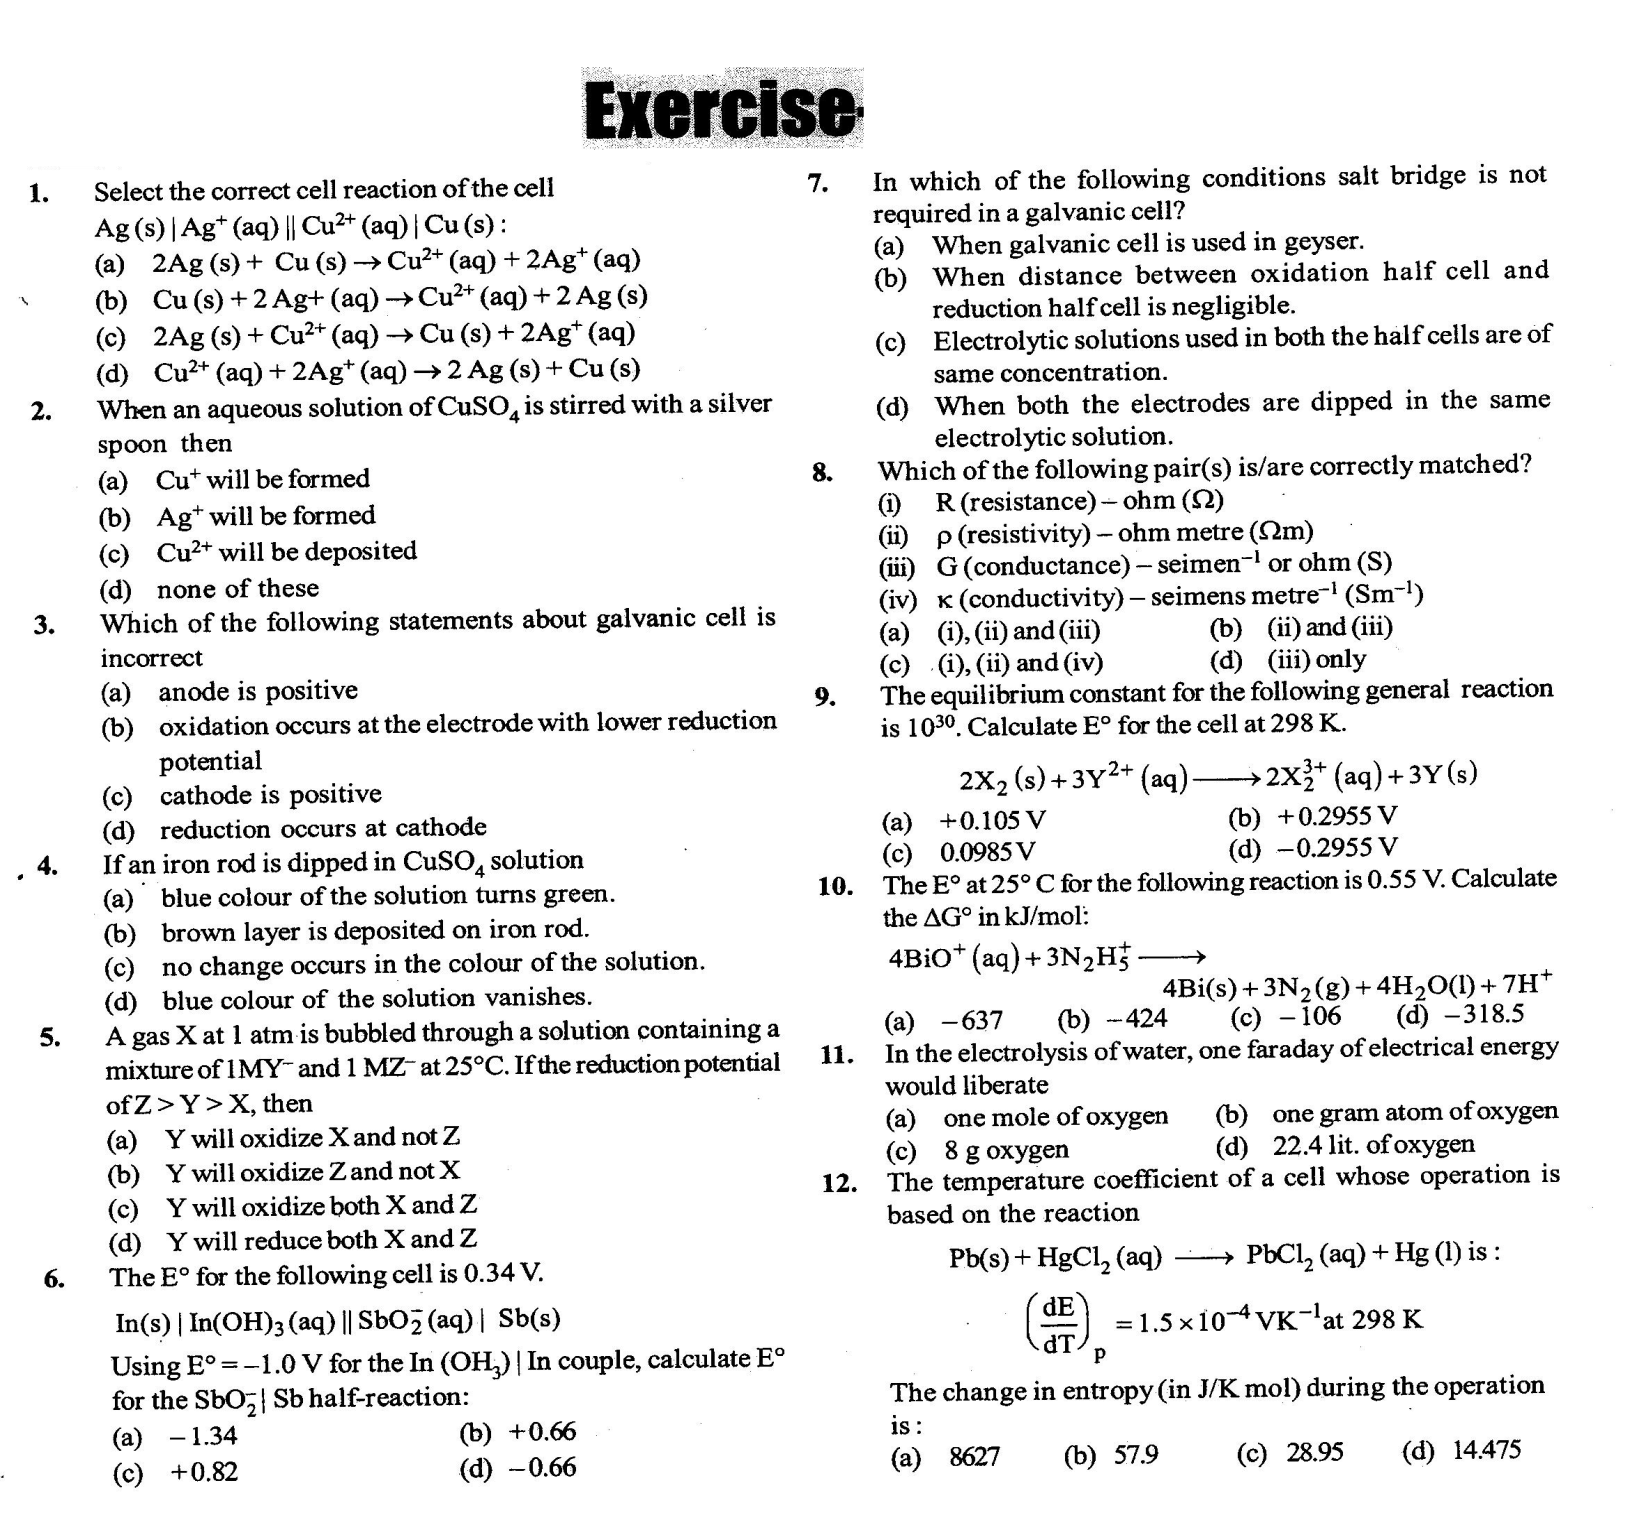 Exercise-
1. Select the correct cell reaction of the cell
Ag (s) | Ag⁺ (aq) || Cu²⁺ (aq) | Cu (s) :
(a) 2Ag (s) + Cu (s) → Cu²⁺ (aq) + 2Ag⁺ (aq)
(b) Cu (s) + 2 Ag+ (aq) → Cu²⁺ (aq) + 2 Ag (s)
(c) 2Ag (s) + Cu²⁺ (aq) → Cu (s) + 2Ag⁺ (aq)
(d) Cu²⁺ (aq) + 2Ag⁺ (aq) → 2 Ag (s) + Cu (s)
2. When an aqueous solution of CuSO₄ is stirred with a silver
spoon then
(a) Cu⁺ will be formed
(b) Ag⁺ will be formed
(c) Cu²⁺ will be deposited
(d) none of these
3. Which of the following statements about galvanic cell is
incorrect
(a) anode is positive
(b) oxidation occurs at the electrode with lower reduction
potential
(c) cathode is positive
(d) reduction occurs at cathode
4. If an iron rod is dipped in CuSO₄ solution
(a) blue colour of the solution turns green.
(b) brown layer is deposited on iron rod.
(c) no change occurs in the colour of the solution.
(d) blue colour of the solution vanishes.
5. A gas X at 1 atm is bubbled through a solution containing a
mixture of 1MY⁻ and 1 MZ⁻ at 25°C. If the reduction potential
of Z > Y > X, then
(a) Y will oxidize X and not Z
(b) Y will oxidize Z and not X
(c) Y will oxidize both X and Z
(d) Y will reduce both X and Z
6. The E° for the following cell is 0.34 V.
In(s) | In(OH)₃ (aq) || SbO₂⁻ (aq) | Sb(s)
Using E° = −1.0 V for the In (OH₃) | In couple, calculate E°
for the SbO₂⁻ | Sb half-reaction:
(a) −1.34 (b) +0.66
(c) +0.82 (d) −0.66
7. In which of the following conditions salt bridge is not
required in a galvanic cell?
(a) When galvanic cell is used in geyser.
(b) When distance between oxidation half cell and
reduction half cell is negligible.
(c) Electrolytic solutions used in both the half cells are of
same concentration.
(d) When both the electrodes are dipped in the same
electrolytic solution.
8. Which of the following pair(s) is/are correctly matched?
(i) R (resistance) – ohm (Ω)
(ii) ρ (resistivity) – ohm metre (Ωm)
(iii) G (conductance) – seimen⁻¹ or ohm (S)
(iv) κ (conductivity) – seimens metre⁻¹ (Sm⁻¹)
(a) (i), (ii) and (iii) (b) (ii) and (iii)
(c) (i), (ii) and (iv) (d) (iii) only
9. The equilibrium constant for the following general reaction
is 10³⁰. Calculate E° for the cell at 298 K.
2X₂ (s) + 3Y²⁺ (aq) ⟶ 2X₂³⁺ (aq) + 3Y (s)
(a) +0.105 V (b) +0.2955 V
(c) 0.0985 V (d) −0.2955 V
10. The E° at 25° C for the following reaction is 0.55 V. Calculate
the ΔG° in kJ/mol:
4BiO⁺ (aq) + 3N₂H₅⁺ ⟶
4Bi(s) + 3N₂ (g) + 4H₂O(l) + 7H⁺
(a) −637 (b) −424 (c) −106 (d) −318.5
11. In the electrolysis of water, one faraday of electrical energy
would liberate
(a) one mole of oxygen (b) one gram atom of oxygen
(c) 8 g oxygen (d) 22.4 lit. of oxygen
12. The temperature coefficient of a cell whose operation is
based on the reaction
Pb(s) + HgCl₂ (aq) ⟶ PbCl₂ (aq) + Hg (l) is :
(dE/dT)ₚ = 1.5 × 10⁻⁴ VK⁻¹ at 298 K
The change in entropy (in J/K mol) during the operation
is :
(a) 8627 (b) 57.9 (c) 28.95 (d) 14.475